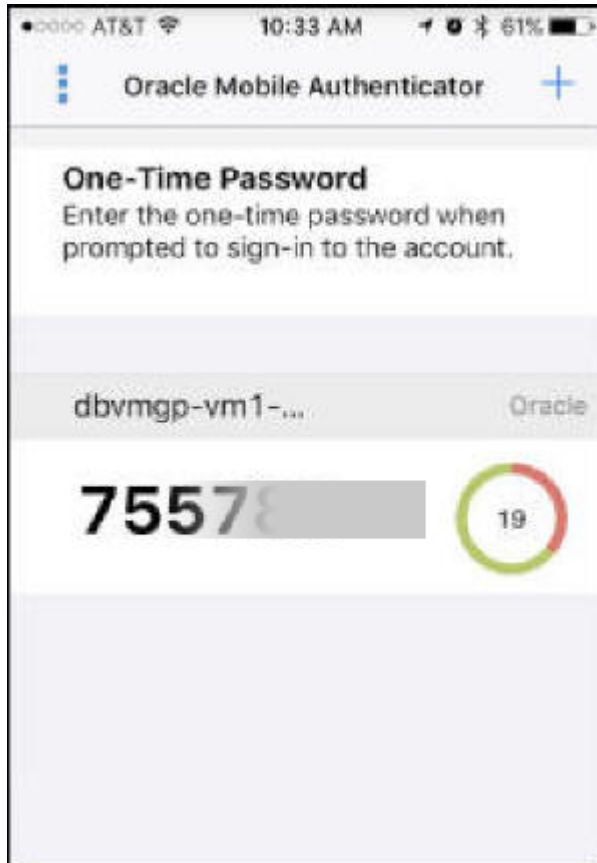 AT&T 10:33 AM 61%
Oracle Mobile Authenticator
One-Time Password
Enter the one-time password when
prompted to sign-in to the account.
dbvmgp-vm1-... Oracle
7557
19